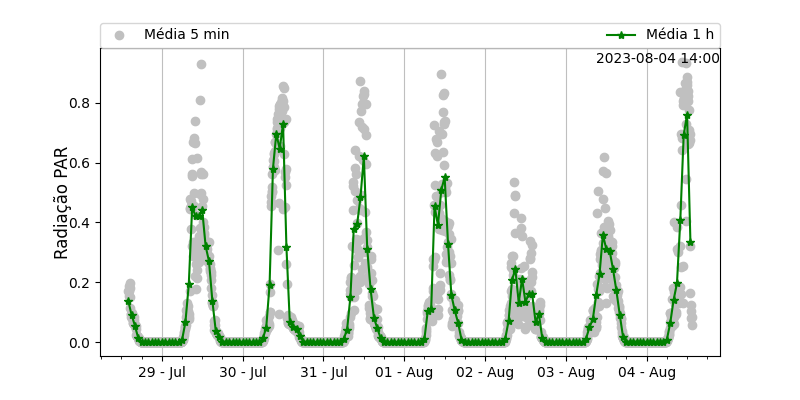 Média 5 min
Média 1 h
2023-08-04 14:00
Radiação PAR
0.8
0.6
0.4
0.2
0.0
29 - Jul
30 - Jul
31 - Jul
01 - Aug
02 - Aug
03 - Aug
04 - Aug